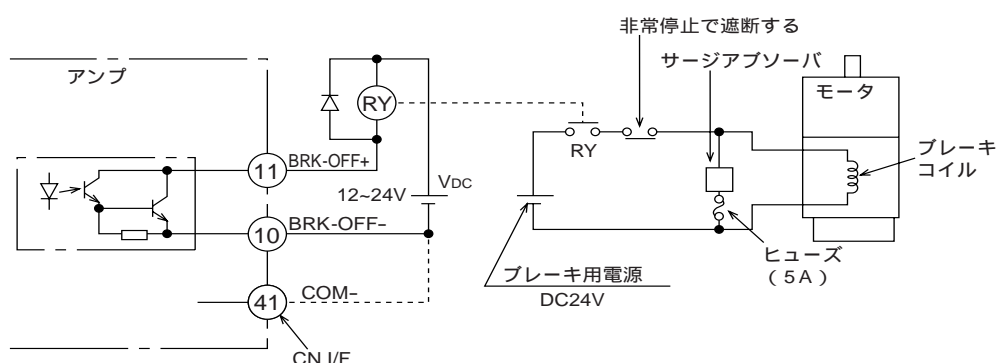 非常停止で遮断する
サージアブソーバ
アンプ
モータ
RY
RY
ブレーキ
コイル
11
BRK-OFF+
12~24V
VDC
10
BRK-OFF-
ヒューズ
(5A)
ブレーキ用電源
DC24V
41
COM-
CN I/F